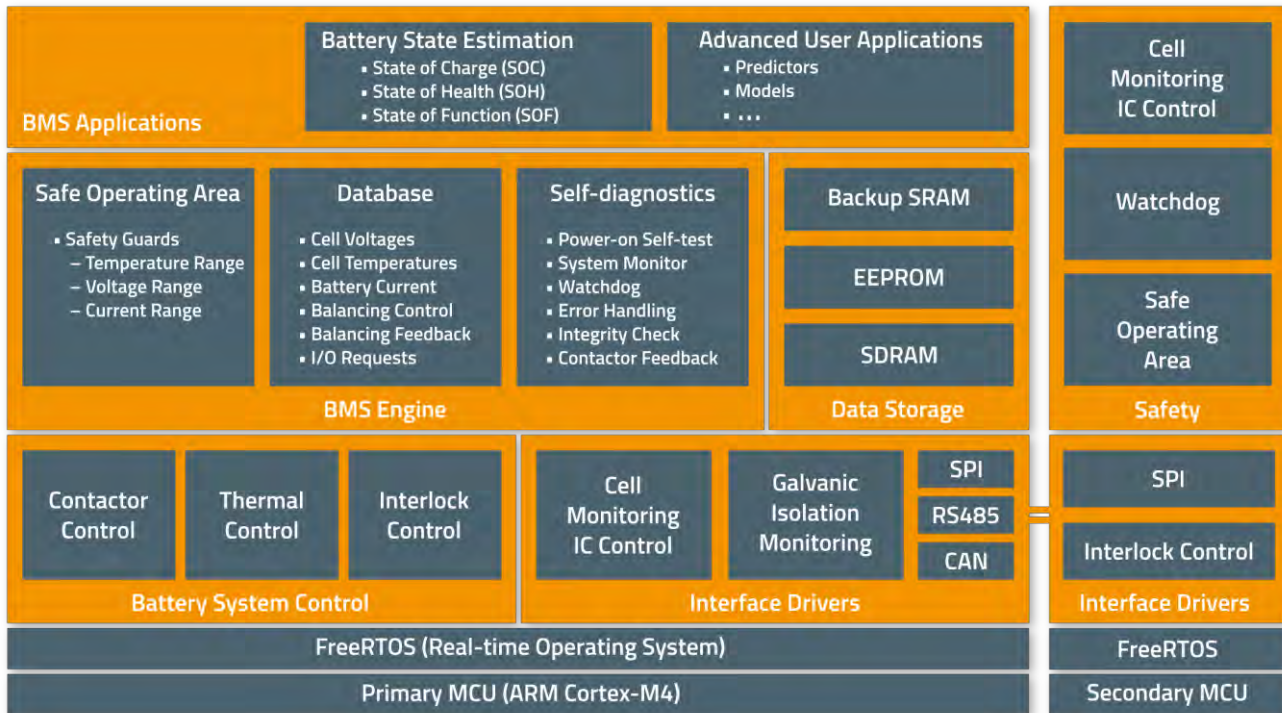 BMS Applications
Battery State Estimation
▪ State of Charge (SOC)
▪ State of Health (SOH)
▪ State of Function (SOF)
Advanced User Applications
▪ Predictors
▪ Models
▪ ...
Safe Operating Area
▪ Safety Guards
– Temperature Range
– Voltage Range
– Current Range
Database
▪ Cell Voltages
▪ Cell Temperatures
▪ Battery Current
▪ Balancing Control
▪ Balancing Feedback
▪ I/O Requests
Self-diagnostics
▪ Power-on Self-test
▪ System Monitor
▪ Watchdog
▪ Error Handling
▪ Integrity Check
▪ Contactor Feedback
BMS Engine
Backup SRAM
EEPROM
SDRAM
Data Storage
Contactor
Control
Thermal
Control
Interlock
Control
Battery System Control
Cell
Monitoring
IC Control
Galvanic
Isolation
Monitoring
SPI
RS485
CAN
Interface Drivers
FreeRTOS (Real-time Operating System)
Primary MCU (ARM Cortex-M4)
Cell
Monitoring
IC Control
Watchdog
Safe
Operating
Area
Safety
SPI
Interlock Control
Interface Drivers
FreeRTOS
Secondary MCU